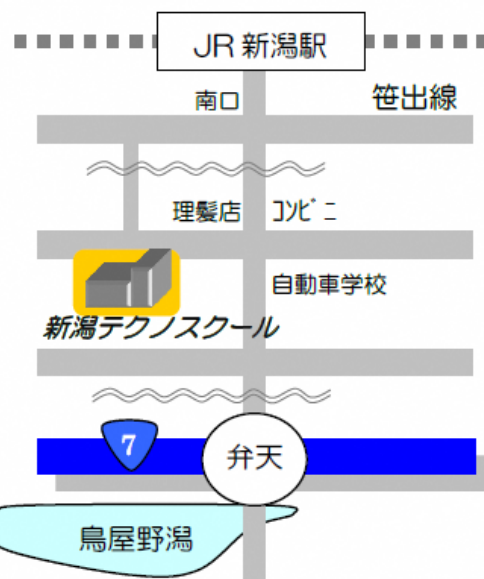 JR 新潟駅
南口
笹出線
理髪店
コンビニ
自動車学校
新潟テクノスクール
7
弁天
鳥屋野潟